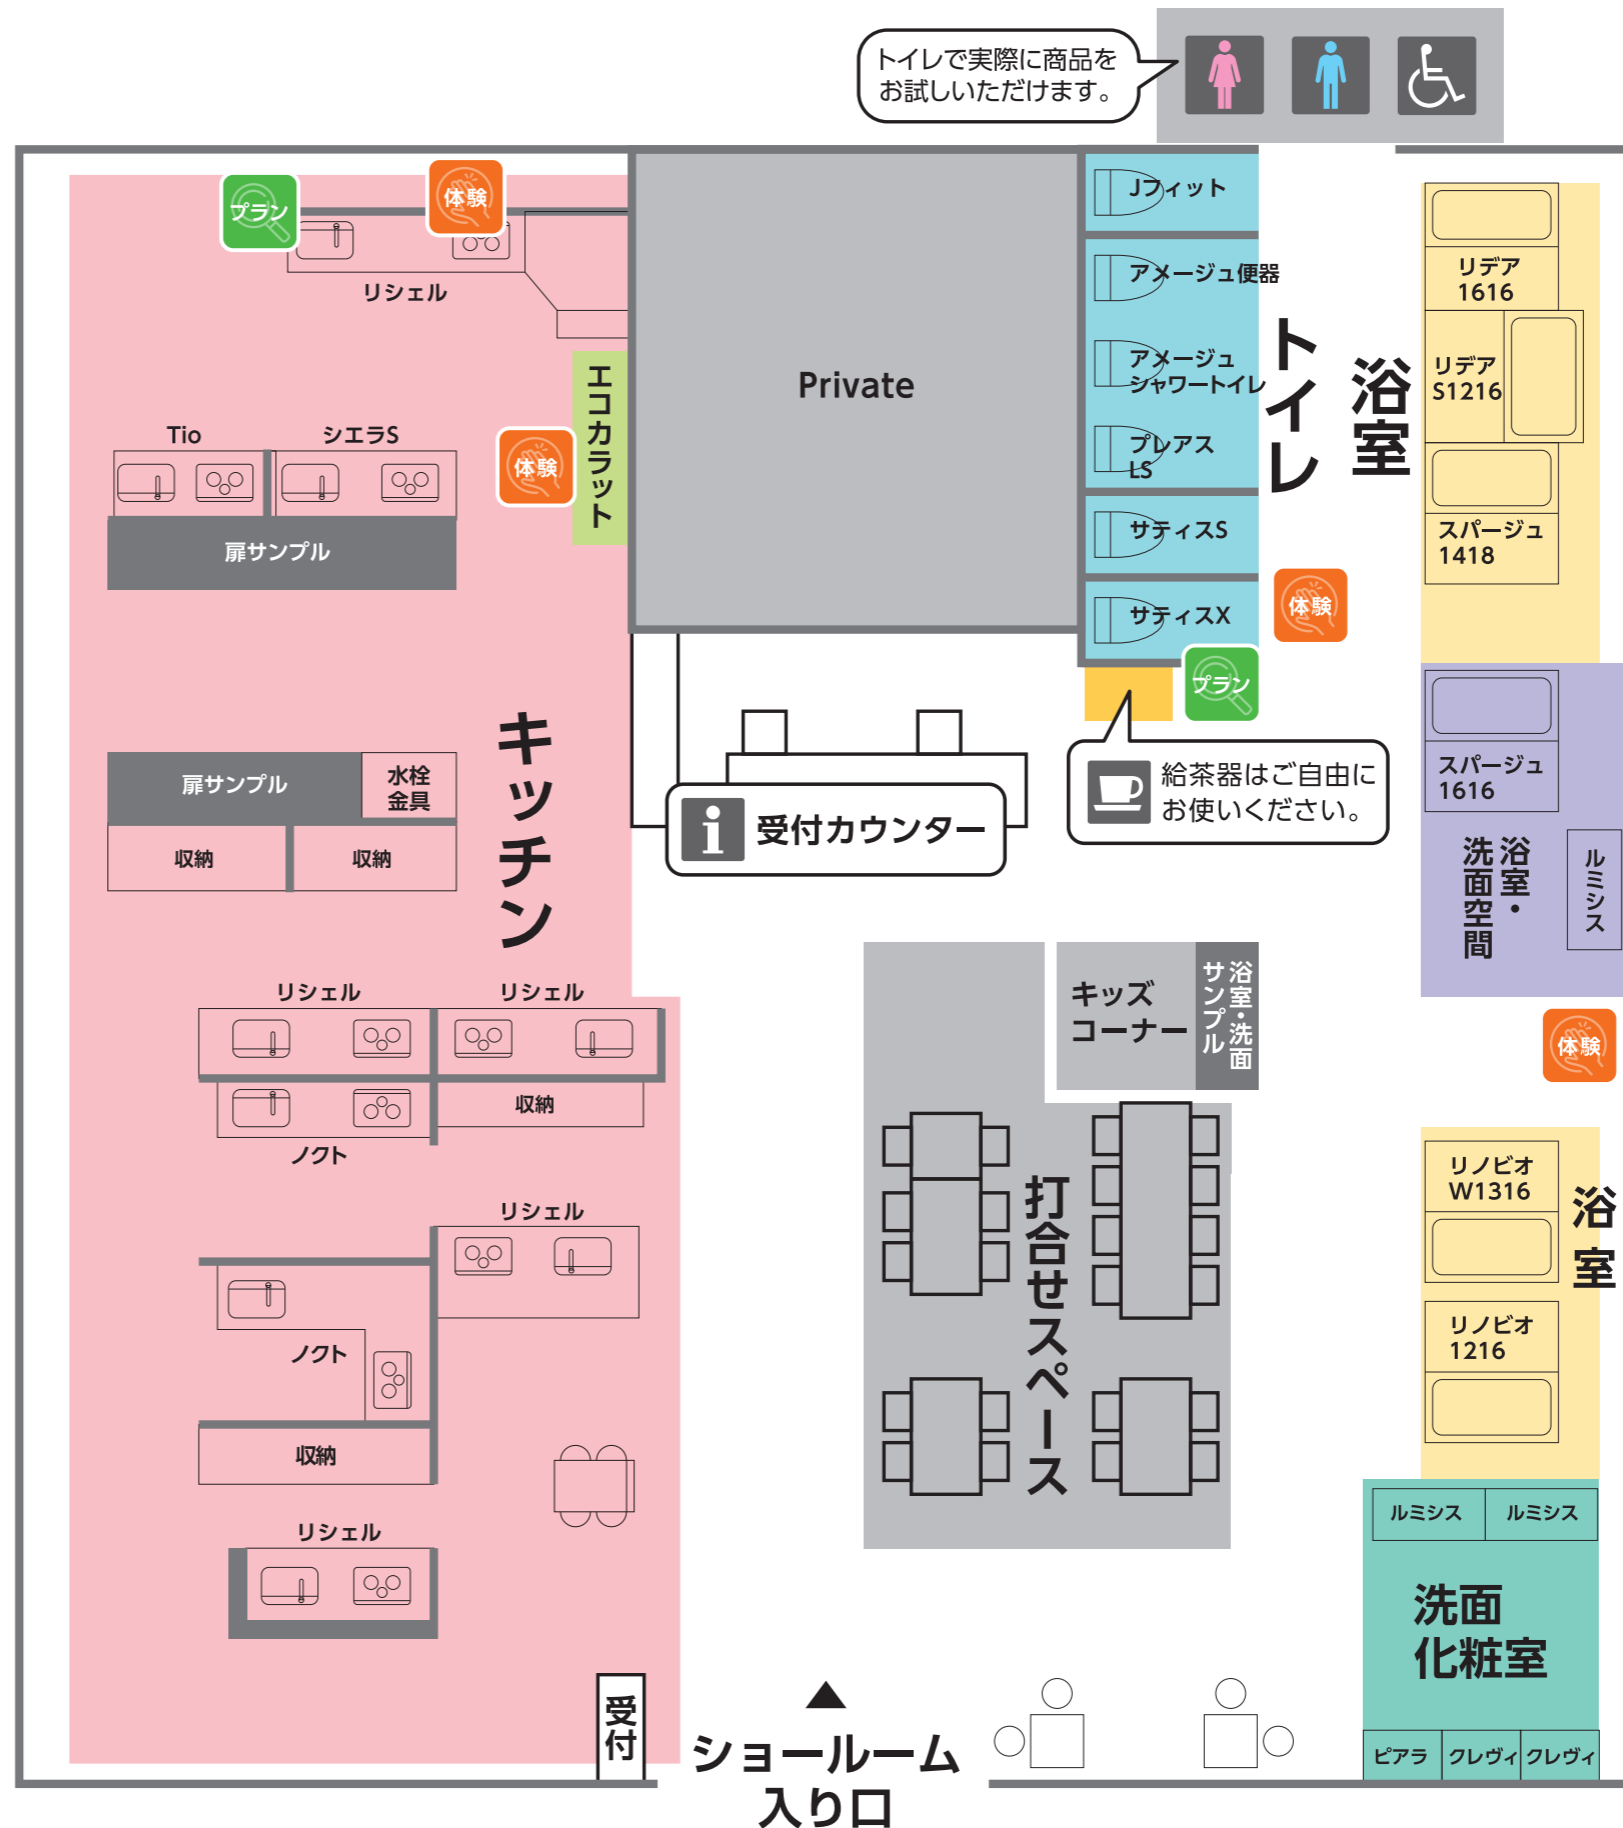 トイレで実際に商品を
お試しいただけます。
プラン
体験
リシェル
エコカラット
体験
Tio
シエラS
扉サンプル
キッチン
扉サンプル
水栓
金具
収納
収納
リシェル
リシェル
ノクト
収納
リシェル
ノクト
収納
リシェル
受付
Private
i
受付カウンター
Jフィット
アメージュ便器
アメージュ
シャワートイレ
プレアス
LS
サティスS
サティスX
トイレ
体験
プラン
給茶器はご自由に
お使いください。
浴室
リデア
1616
リデア
S1216
スパージュ
1418
スパージュ
1616
浴室・
洗面空間
ルミシス
体験
キッズ
コーナー
浴室・洗面
サンプル
打合せスペース
リノビオ
W1316
浴室
リノビオ
1216
ルミシス
ルミシス
洗面
化粧室
ピアラ
クレヴィ
クレヴィ
ショールーム
入り口